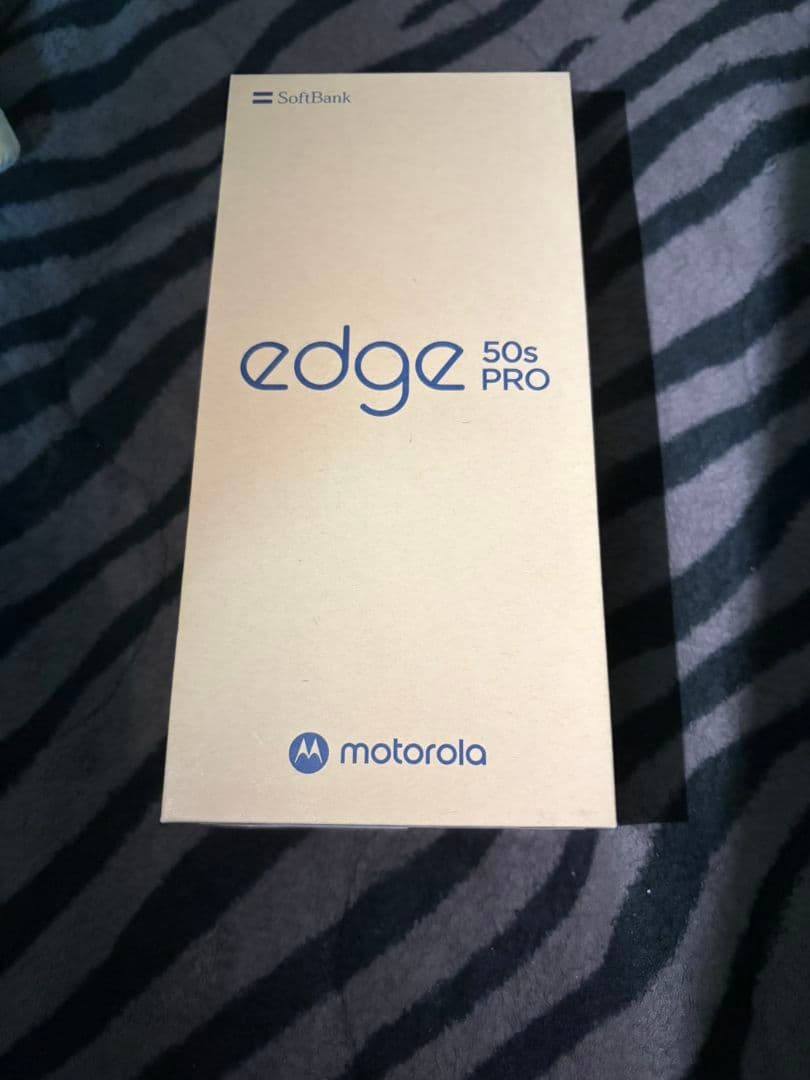 SoftBank
edge 50s
PRO
motorola